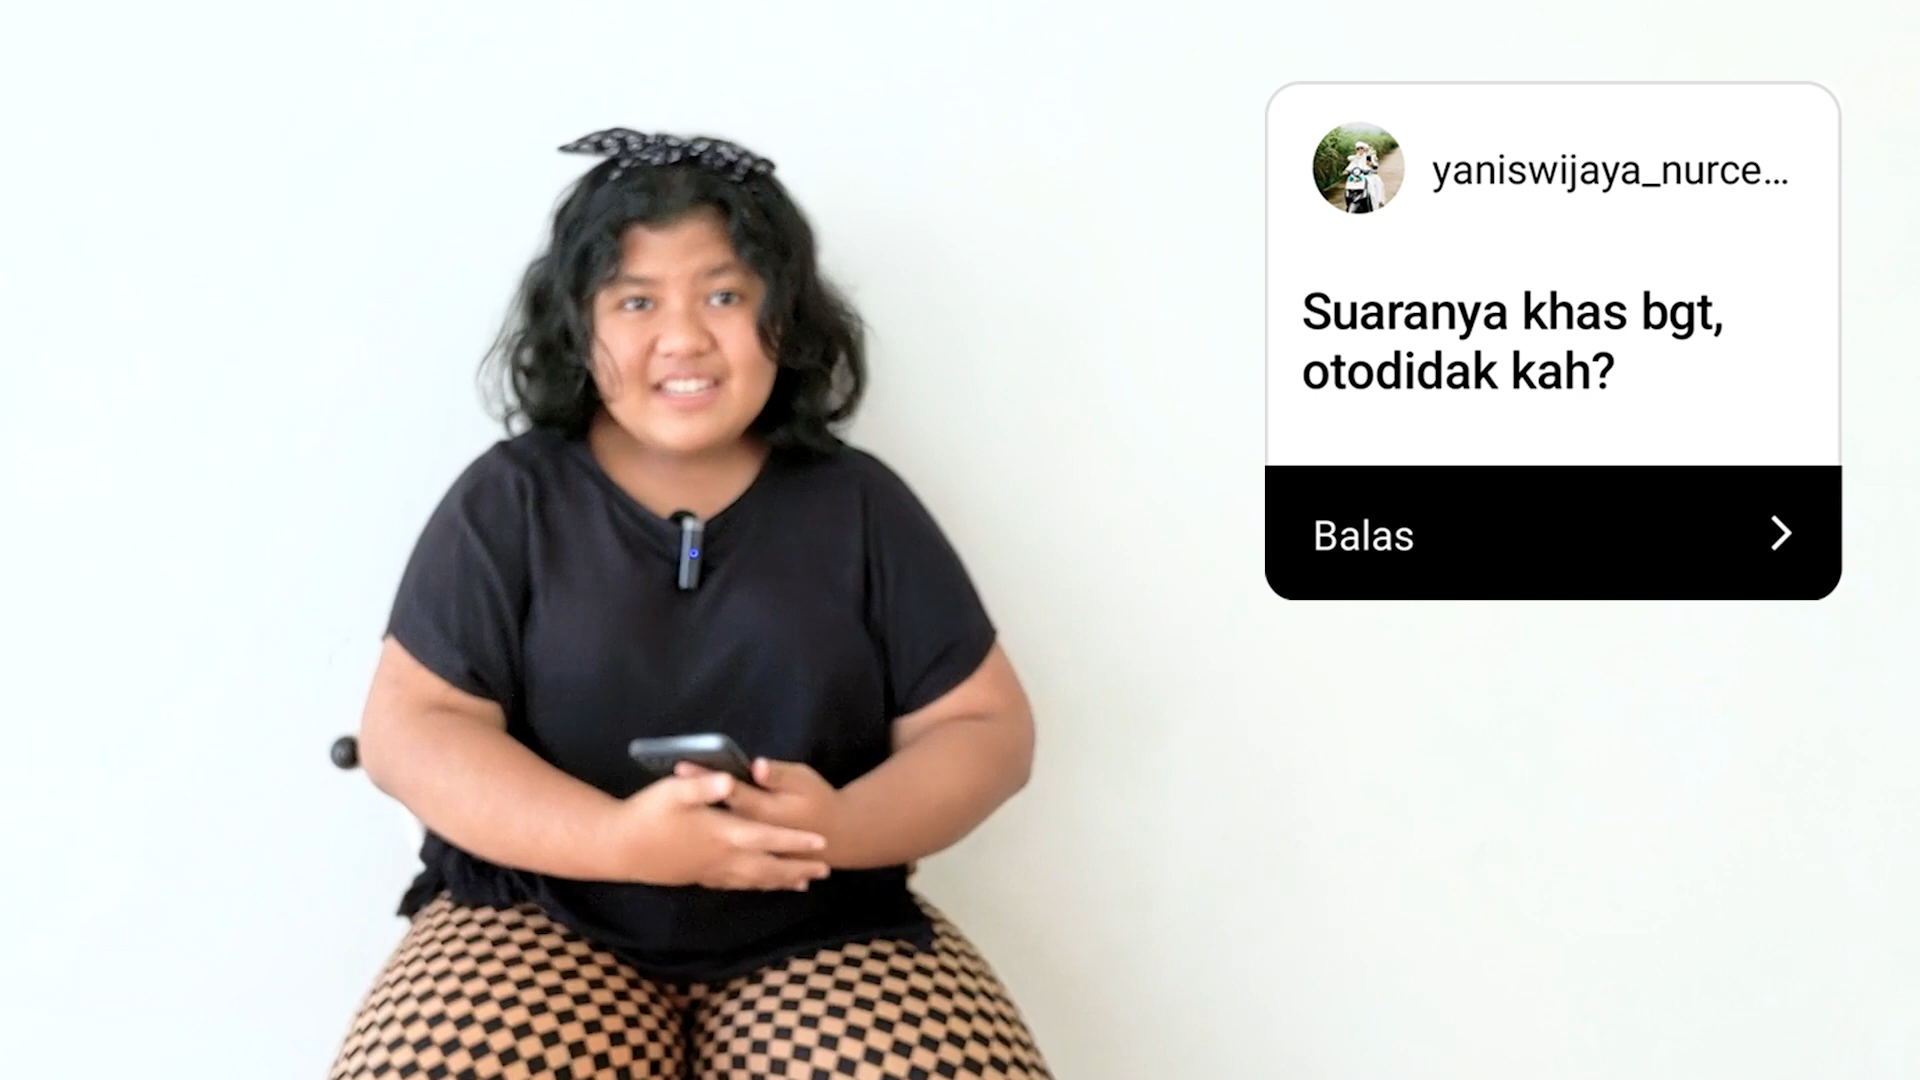 yaniswijaya_nurce...
Suaranya khas bgt,
otodidak kah?
Balas